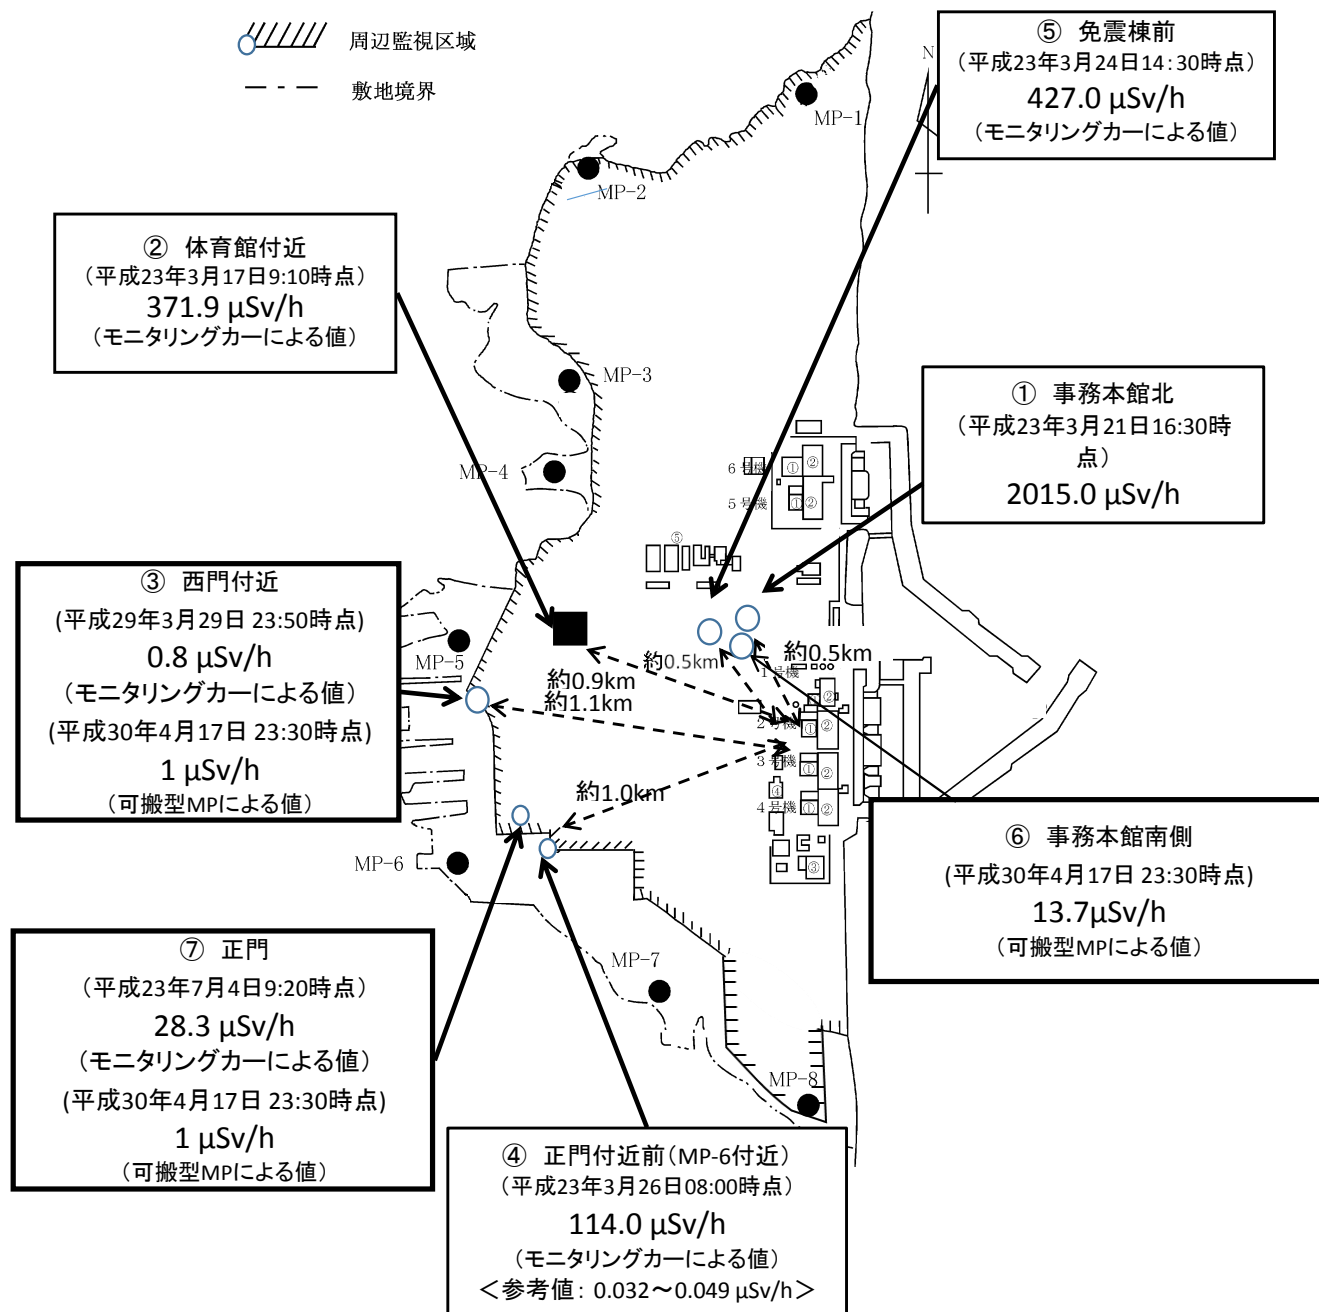 周辺監視区域
敷地境界
⑤ 免震棟前
（平成23年3月24日14:30時点）
427.0 μSv/h
（モニタリングカーによる値）
N
MP-1
MP-2
② 体育館付近
（平成23年3月17日9:10時点）
371.9 μSv/h
（モニタリングカーによる値）
MP-3
① 事務本館北
（平成23年3月21日16:30時
点）
2015.0 μSv/h
MP-4
6号機
①
②
5号機
①
②
⑤
③ 西門付近
(平成29年3月29日 23:50時点)
0.8 μSv/h
（モニタリングカーによる値）
(平成30年4月17日 23:30時点)
1 μSv/h
（可搬型MPによる値）
MP-5
約0.5km
約0.5km
約0.9km
約1.1km
1号機
②
2号機
①
②
3号機
①
②
④
4号機
①
②
③
約1.0km
MP-6
⑥ 事務本館南側
(平成30年4月17日 23:30時点)
13.7μSv/h
（可搬型MPによる値）
⑦ 正門
（平成23年7月4日9:20時点）
28.3 μSv/h
（モニタリングカーによる値）
(平成30年4月17日 23:30時点)
1 μSv/h
（可搬型MPによる値）
MP-7
MP-8
④ 正門付近前（MP-6付近）
（平成23年3月26日08:00時点）
114.0 μSv/h
（モニタリングカーによる値）
＜参考値：0.032～0.049 μSv/h＞